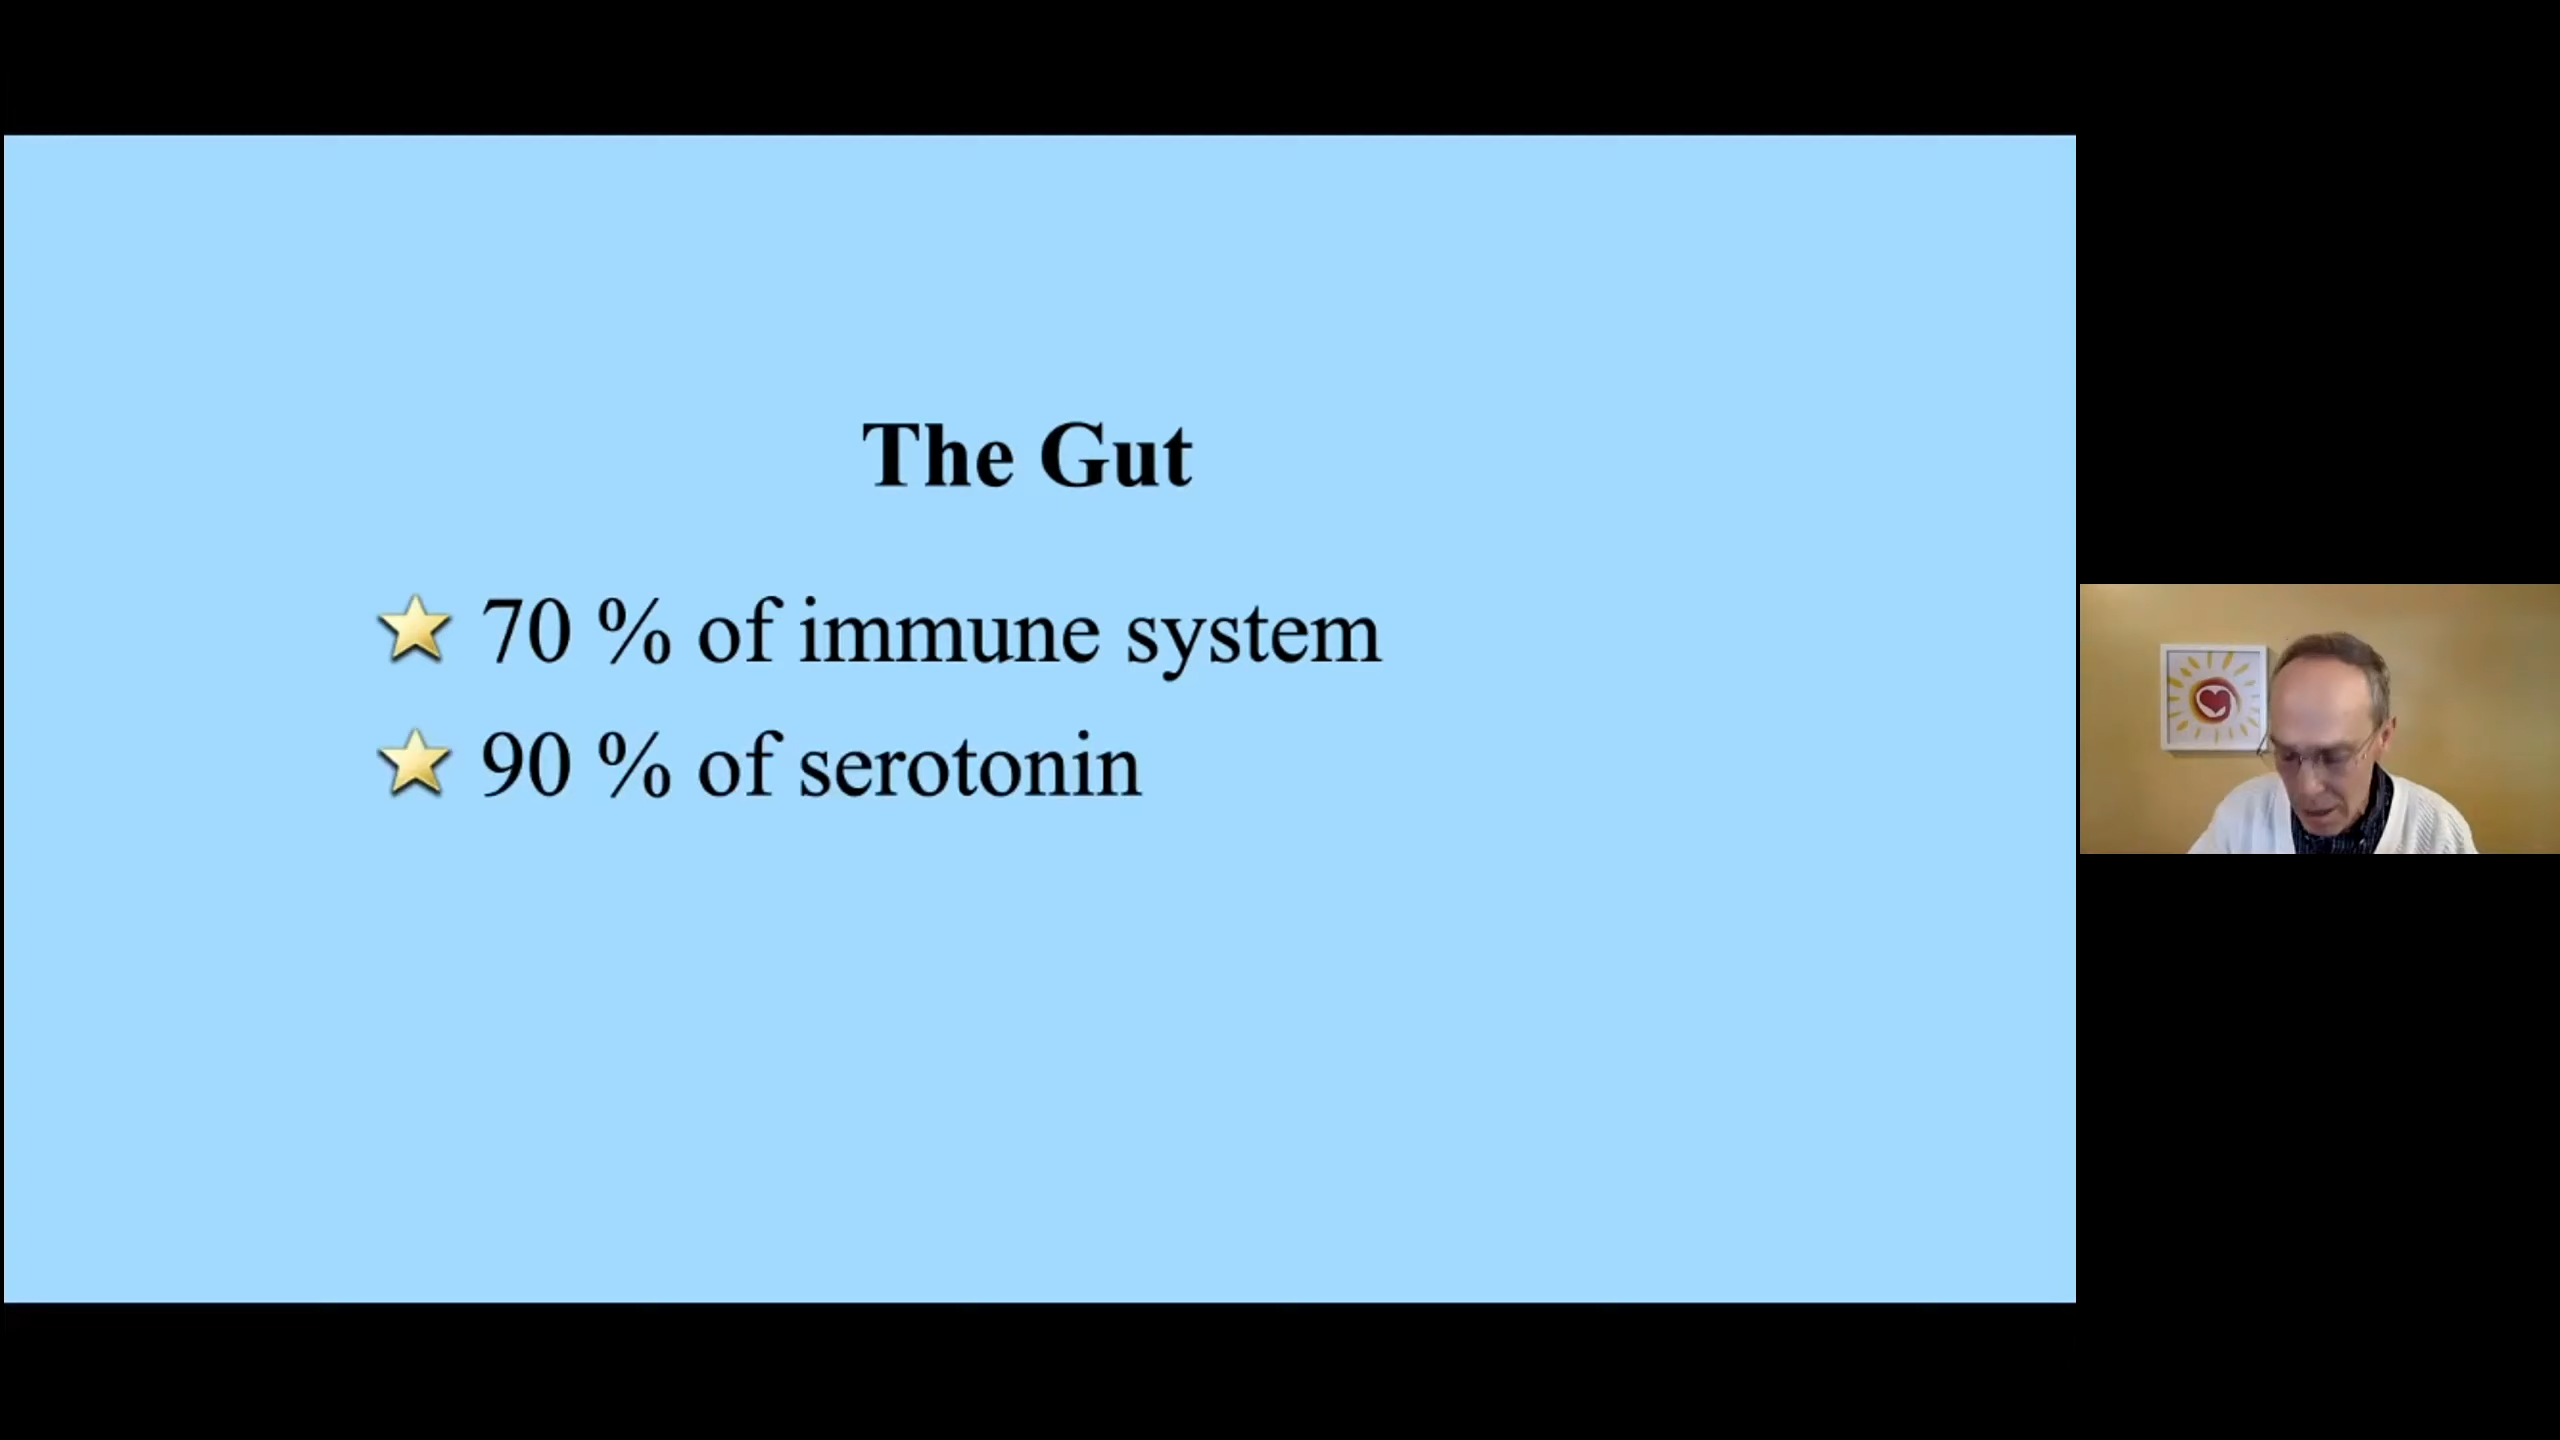 The Gut
70 % of immune system
90 % of serotonin